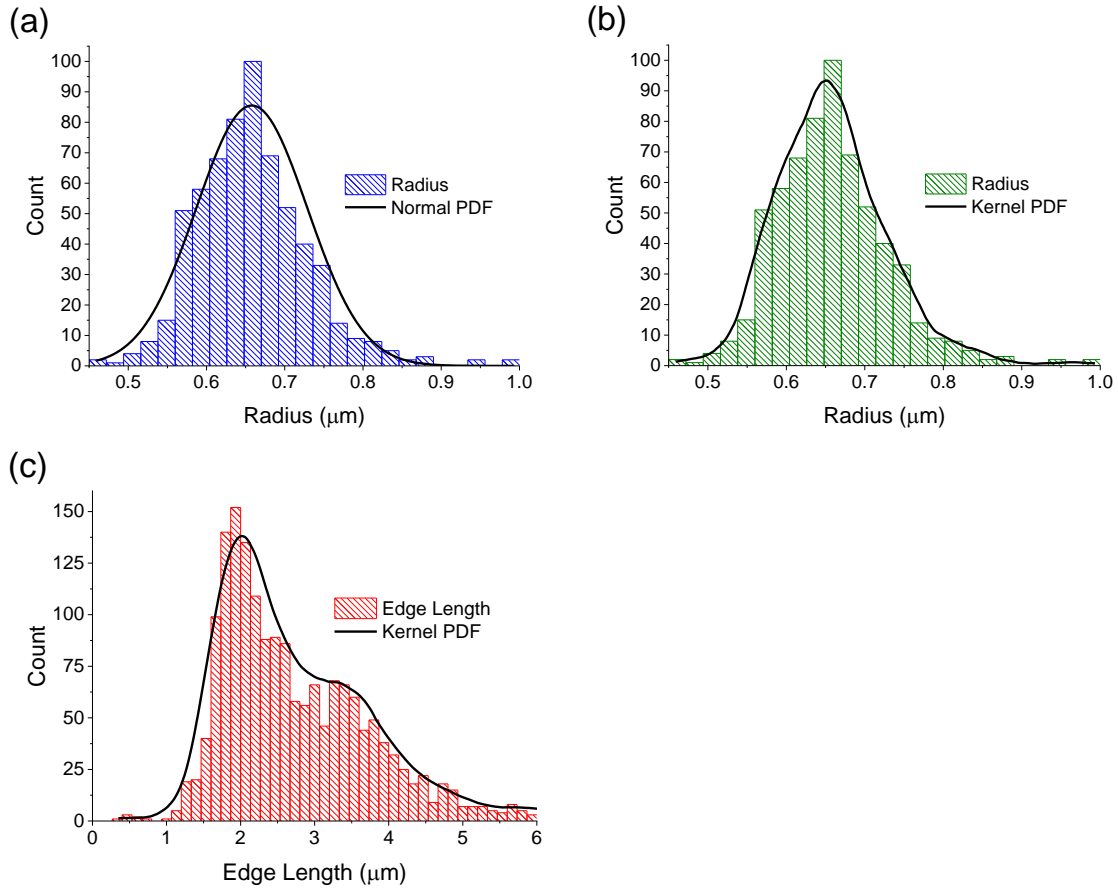 (a)
100
90
80
70
60
50
40
30
20
10
0
Count
Radius
Normal PDF
0.5 0.6 0.7 0.8 0.9 1.0
Radius (μm)
(b)
100
90
80
70
60
50
40
30
20
10
0
Count
Radius
Kernel PDF
0.5 0.6 0.7 0.8 0.9 1.0
Radius (μm)
(c)
150
125
100
75
50
25
0
Count
Edge Length
Kernel PDF
0 1 2 3 4 5 6
Edge Length (μm)